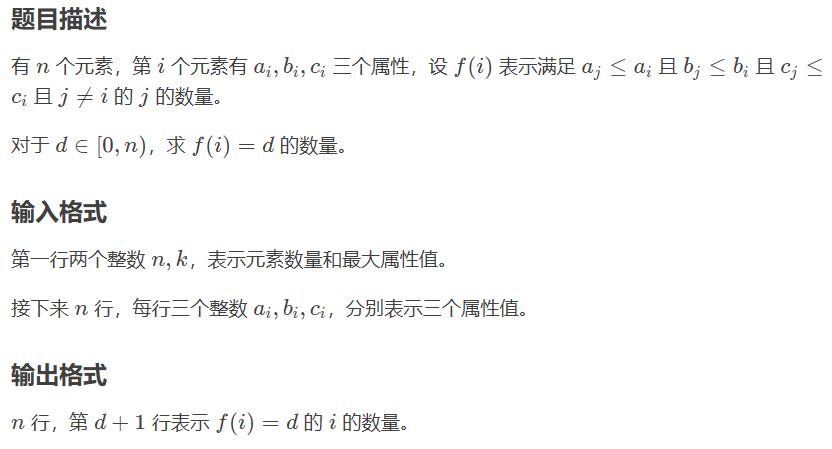 题目描述
有 n 个元素，第 i 个元素有 a_i, b_i, c_i 三个属性，设 f(i) 表示满足 a_j ≤ a_i 且 b_j ≤ b_i 且 c_j ≤
c_i 且 j ≠ i 的 j 的数量。
对于 d ∈ [0, n)，求 f(i) = d 的数量。
输入格式
第一行两个整数 n, k，表示元素数量和最大属性值。
接下来 n 行，每行三个整数 a_i, b_i, c_i，分别表示三个属性值。
输出格式
n 行，第 d + 1 行表示 f(i) = d 的 i 的数量。